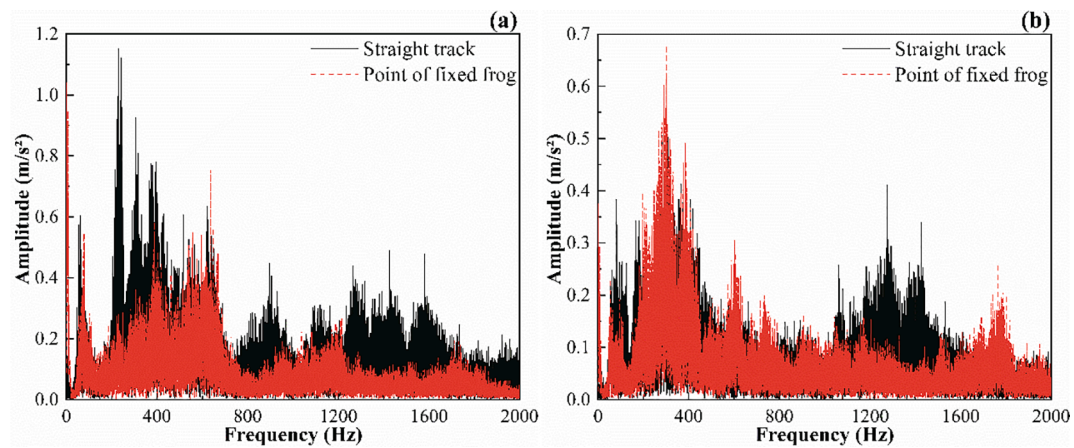 (a)
Straight track
Point of fixed frog
1.2
1.0
0.8
0.6
0.4
0.2
0.0
Amplitude (m/s²)
0 400 800 1200 1600 2000
Frequency (Hz)
(b)
Straight track
Point of fixed frog
0.7
0.6
0.5
0.4
0.3
0.2
0.1
0.0
Amplitude (m/s²)
0 400 800 1200 1600 2000
Frequency (Hz)